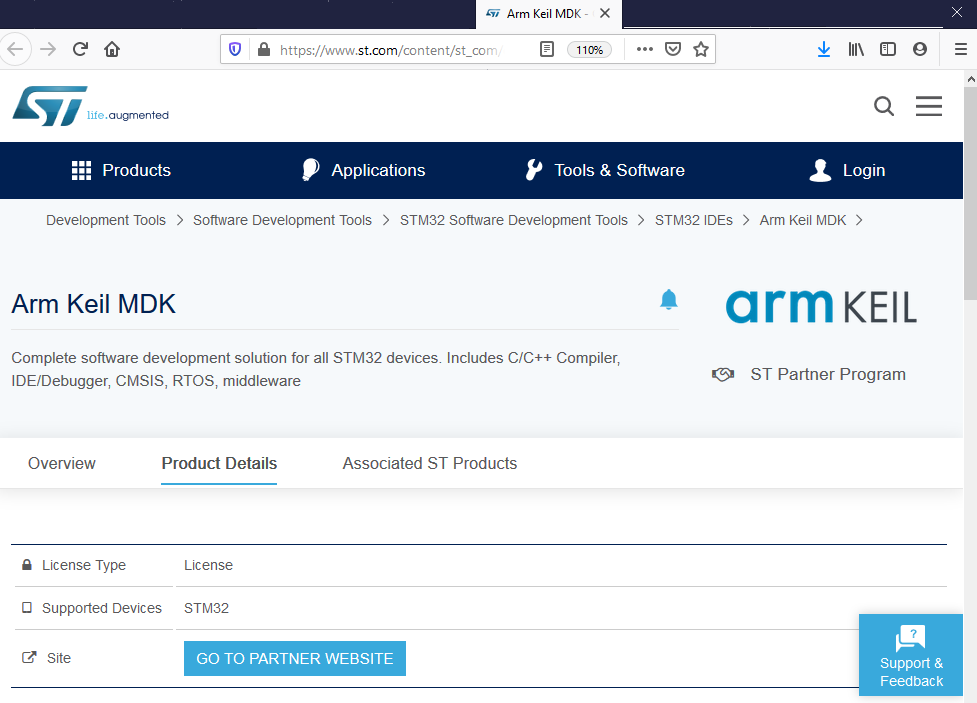 Arm Keil MDK -
https://www.st.com/content/st_com/
110%
ST
life.augmented
Products
Applications
Tools & Software
Login
Development Tools > Software Development Tools > STM32 Software Development Tools > STM32 IDEs > Arm Keil MDK >
Arm Keil MDK
arm KEIL
Complete software development solution for all STM32 devices. Includes C/C++ Compiler,
IDE/Debugger, CMSIS, RTOS, middleware
ST Partner Program
Overview
Product Details
Associated ST Products
License Type
License
Supported Devices
STM32
Site
GO TO PARTNER WEBSITE
?
Support &
Feedback